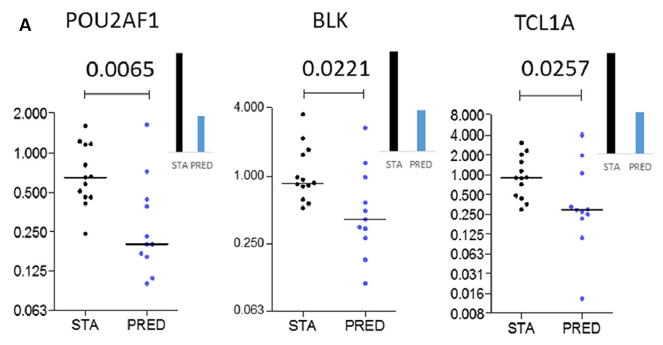 A
POU2AF1
BLK
TCL1A
0.0065
0.0221
0.0257
STA PRED
STA PRED
STA PRED
2.000
1.000
0.500
0.250
0.125
0.063
STA PRED
4.000
1.000
0.250
0.063
STA PRED
8.000
4.000
2.000
1.000
0.500
0.250
0.125
0.063
0.031
0.016
0.008
STA PRED